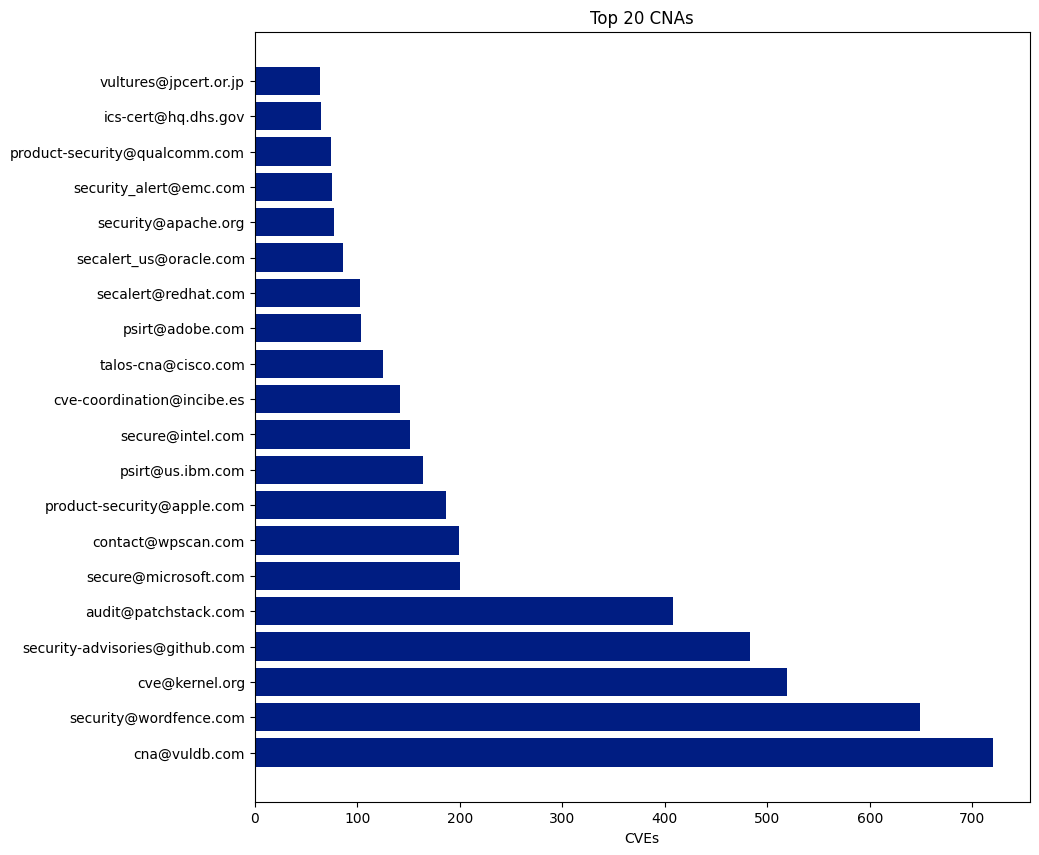 Top 20 CNAs
vultures@jpcert.or.jp
ics-cert@hq.dhs.gov
product-security@qualcomm.com
security_alert@emc.com
security@apache.org
secalert_us@oracle.com
secalert@redhat.com
psirt@adobe.com
talos-cna@cisco.com
cve-coordination@incibe.es
secure@intel.com
psirt@us.ibm.com
product-security@apple.com
contact@wpscan.com
secure@microsoft.com
audit@patchstack.com
security-advisories@github.com
cve@kernel.org
security@wordfence.com
cna@vuldb.com
0 100 200 300 400 500 600 700
CVEs